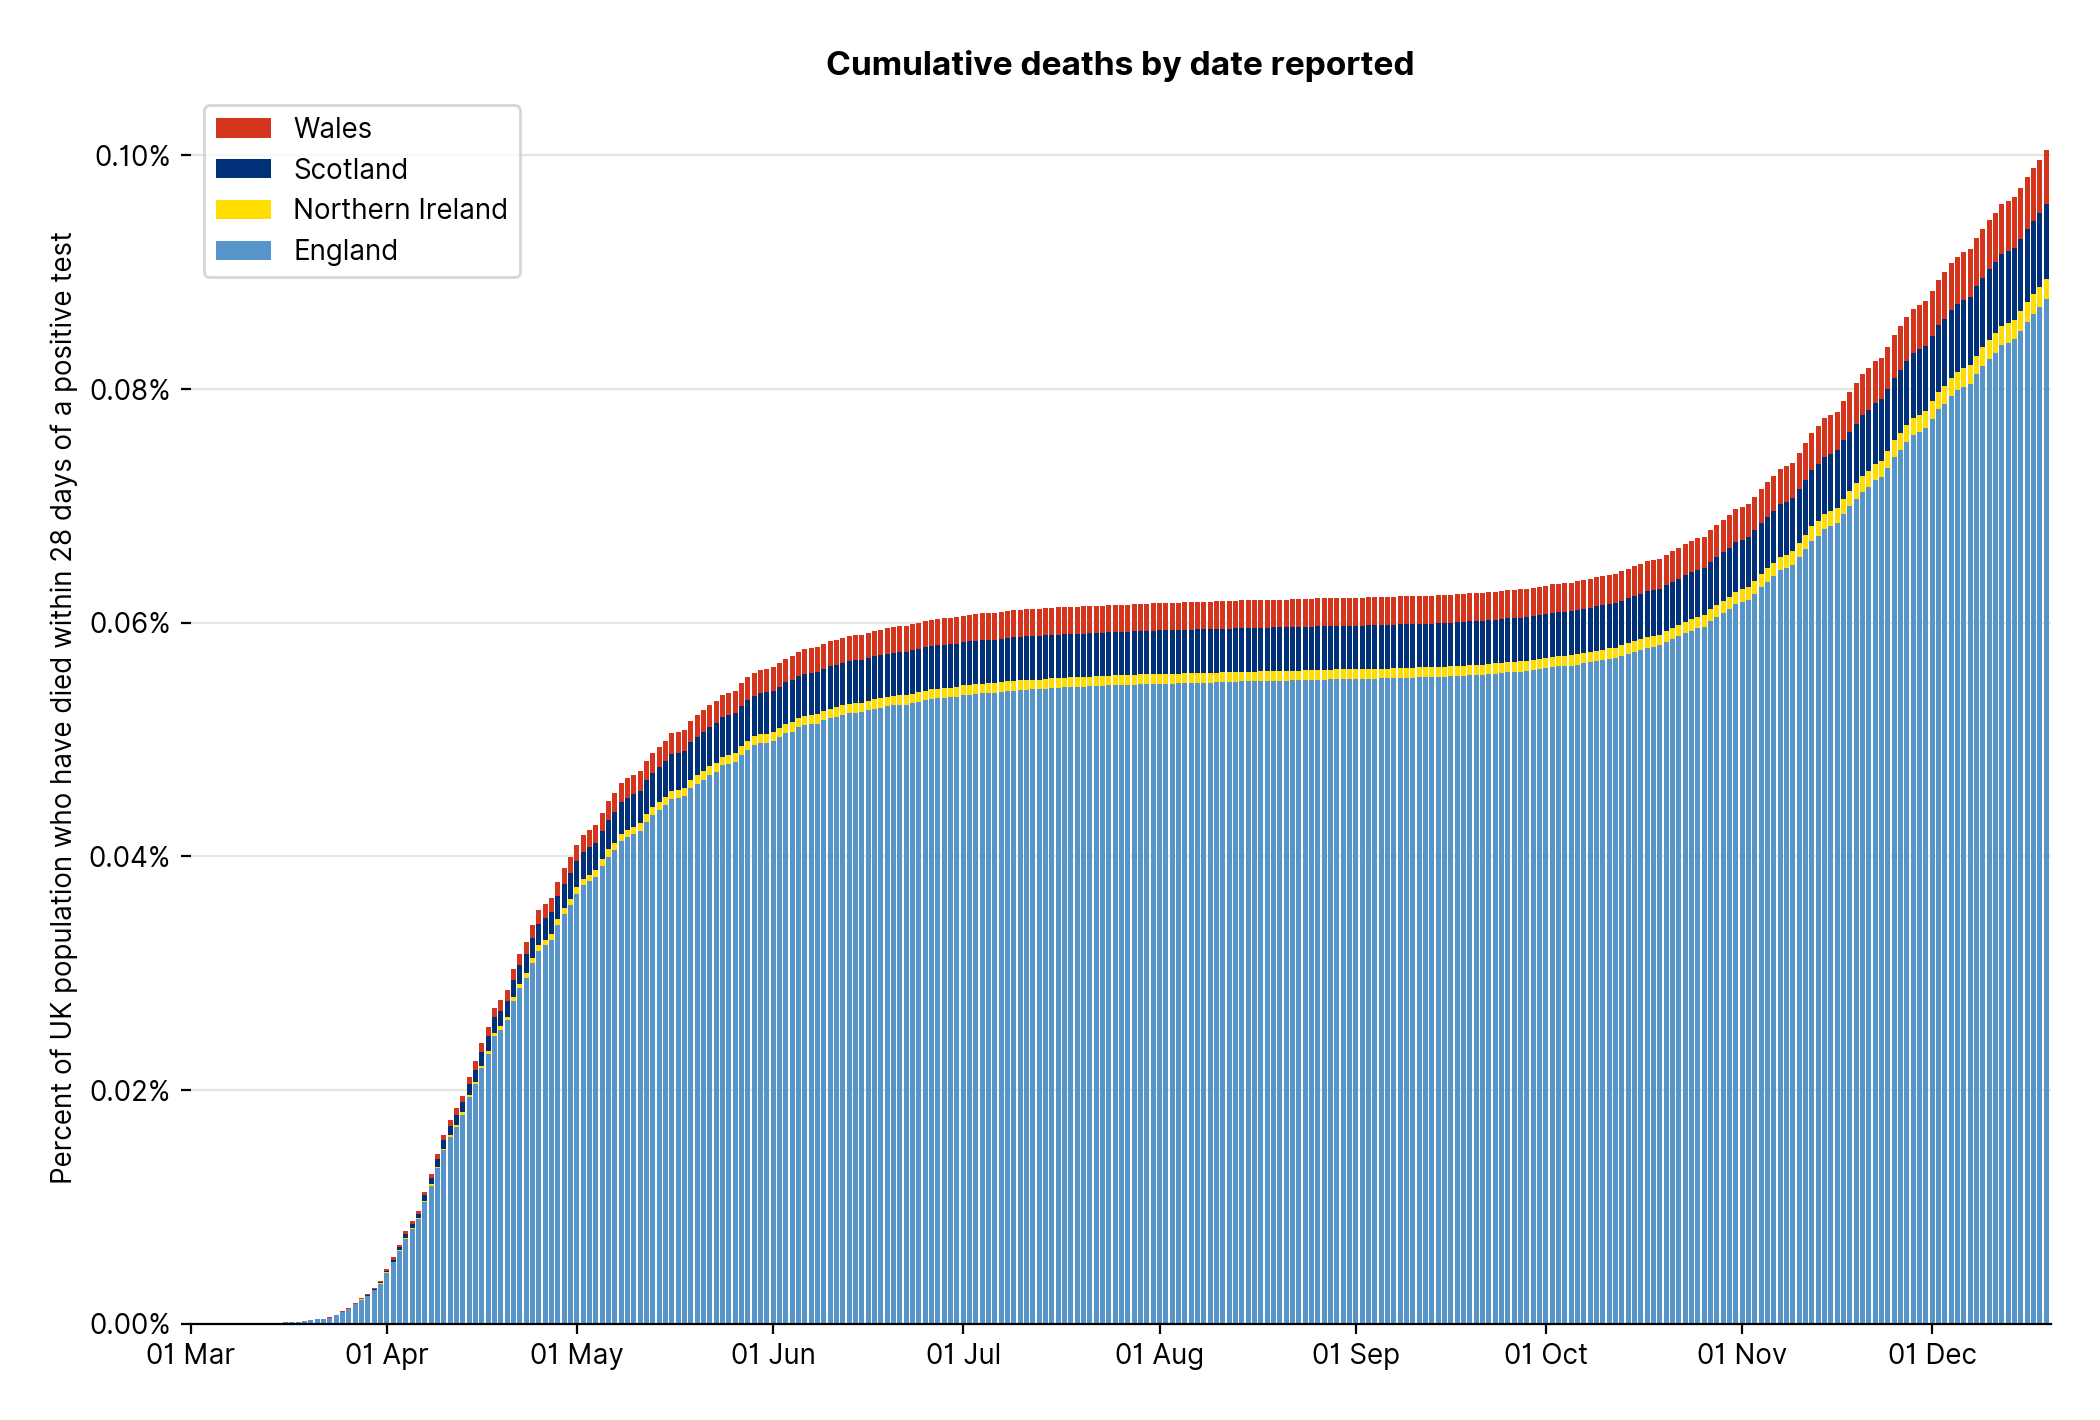 Cumulative deaths by date reported
Wales
Scotland
Northern Ireland
England
Percent of UK population who have died within 28 days of a positive test
0.10%
0.08%
0.06%
0.04%
0.02%
0.00%
01 Mar
01 Apr
01 May
01 Jun
01 Jul
01 Aug
01 Sep
01 Oct
01 Nov
01 Dec